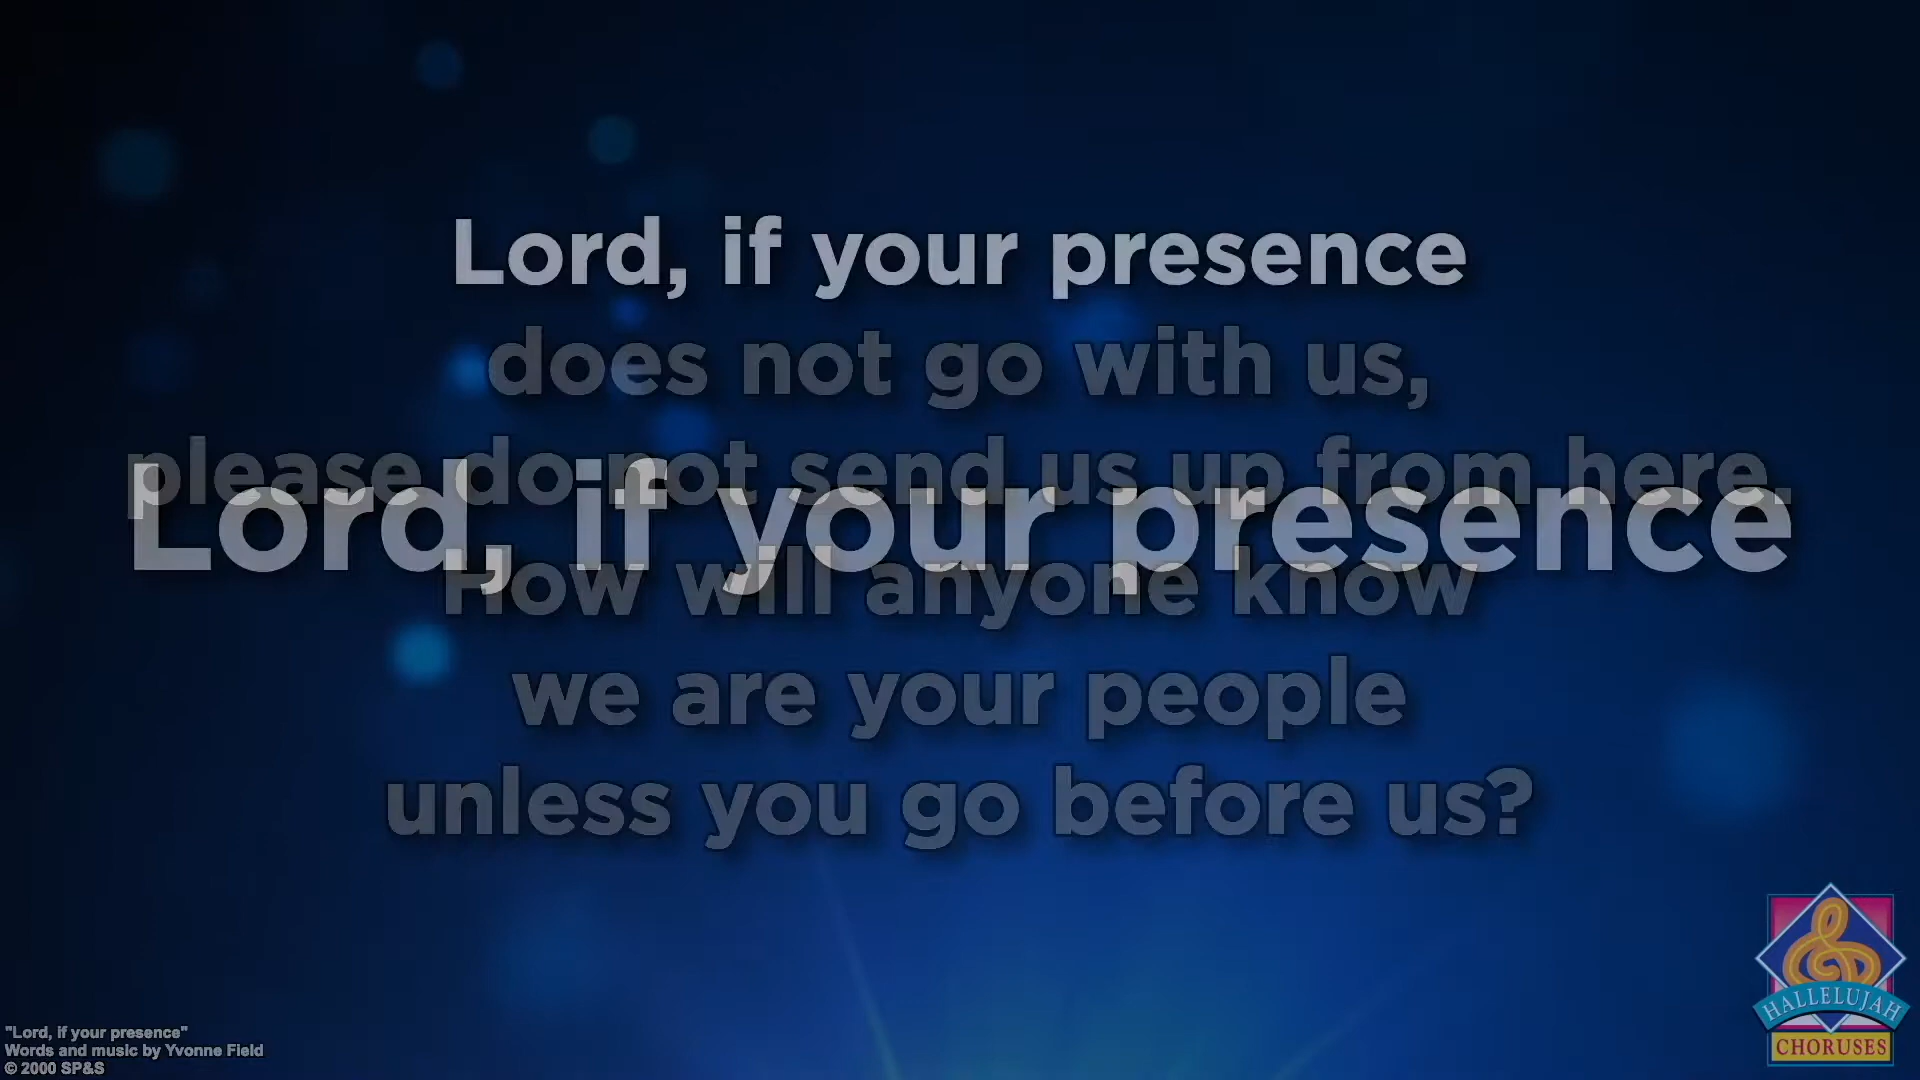 Lord, if your presence
does not go with us,
please do not send us up from here.
Lord, if your presence
How will anyone know
we are your people
unless you go before us?
HALLELUJAH
CHORUSES
"Lord, if your presence"
Words and music by Yvonne Field
© 2000 SP&S